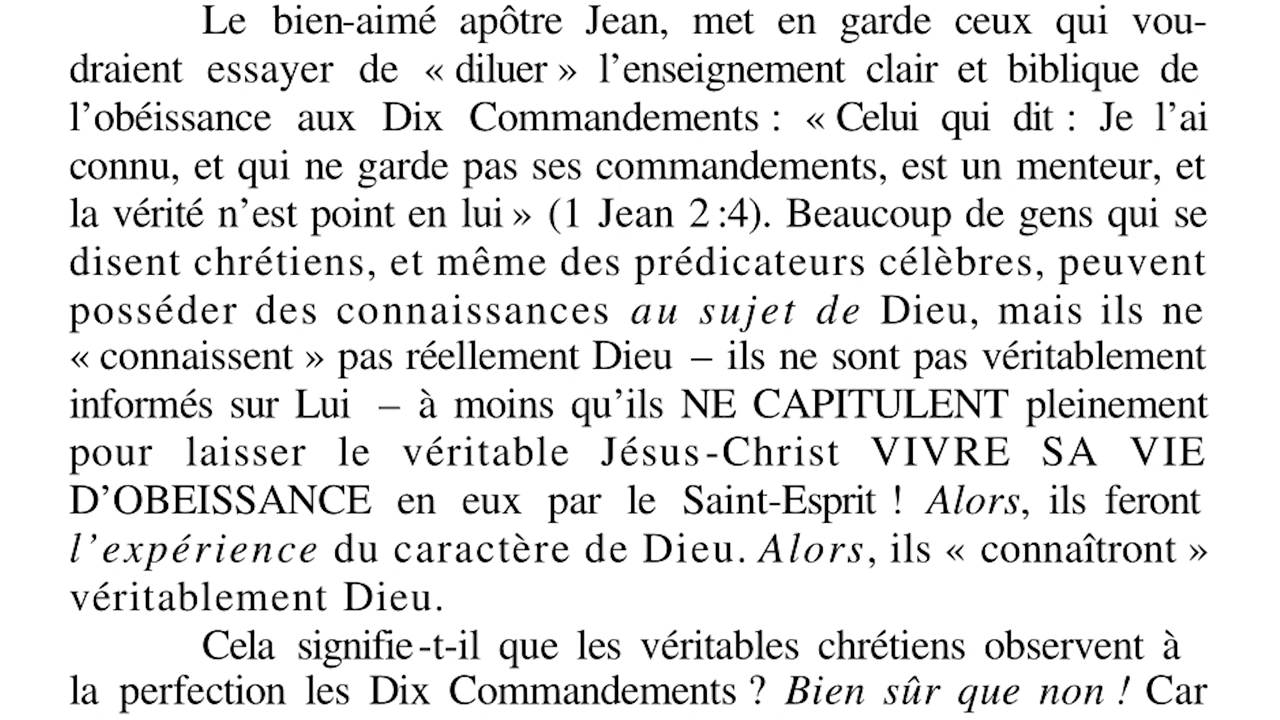 Le bien-aimé apôtre Jean, met en garde ceux qui vou-
draient essayer de « diluer » l’enseignement clair et biblique de
l’obéissance aux Dix Commandements : « Celui qui dit : Je l’ai
connu, et qui ne garde pas ses commandements, est un menteur, et
la vérité n’est point en lui » (1 Jean 2 :4). Beaucoup de gens qui se
disent chrétiens, et même des prédicateurs célèbres, peuvent
posséder des connaissances au sujet de Dieu, mais ils ne
« connaissent » pas réellement Dieu – ils ne sont pas véritablement
informés sur Lui – à moins qu’ils NE CAPITULENT pleinement
pour laisser le véritable Jésus-Christ VIVRE SA VIE
D’OBEISSANCE en eux par le Saint-Esprit ! Alors, ils feront
l’expérience du caractère de Dieu. Alors, ils « connaîtront »
véritablement Dieu.
Cela signifie-t-il que les véritables chrétiens observent à
la perfection les Dix Commandements ? Bien sûr que non ! Car